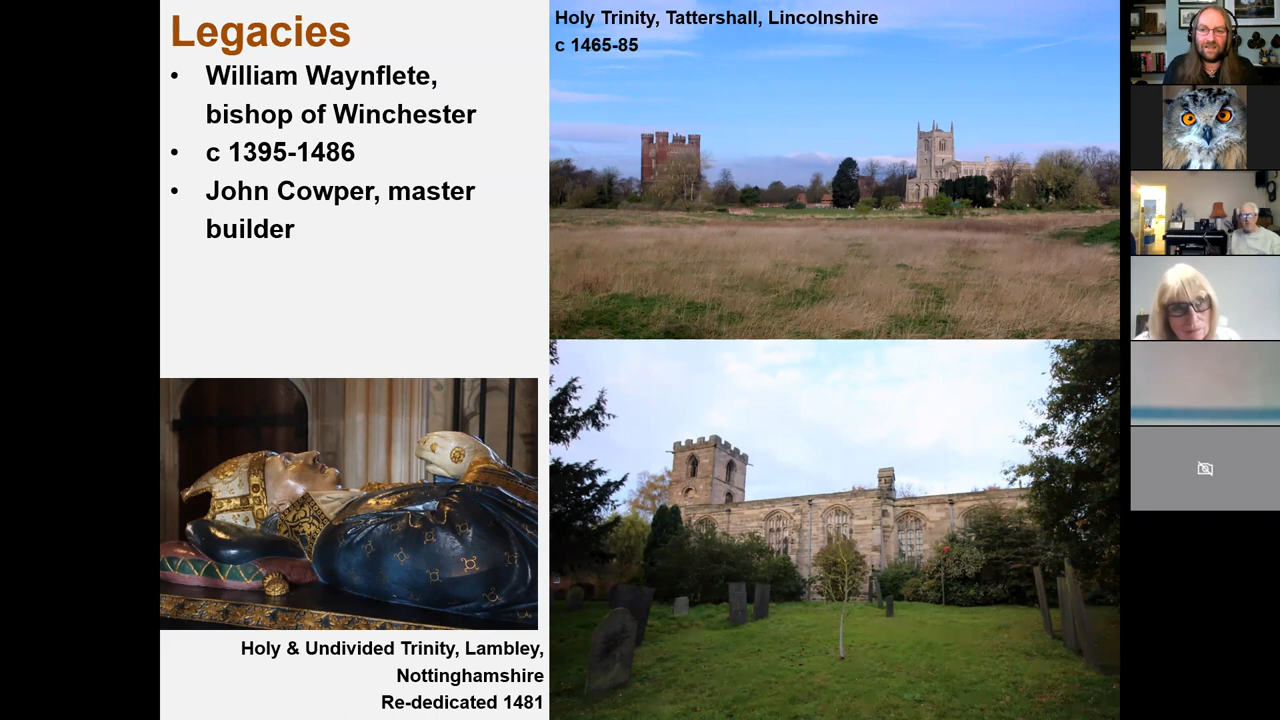 Legacies
• William Waynflete,
bishop of Winchester
• c 1395-1486
• John Cowper, master
builder
Holy Trinity, Tattershall, Lincolnshire
c 1465-85
Holy & Undivided Trinity, Lambley,
Nottinghamshire
Re-dedicated 1481